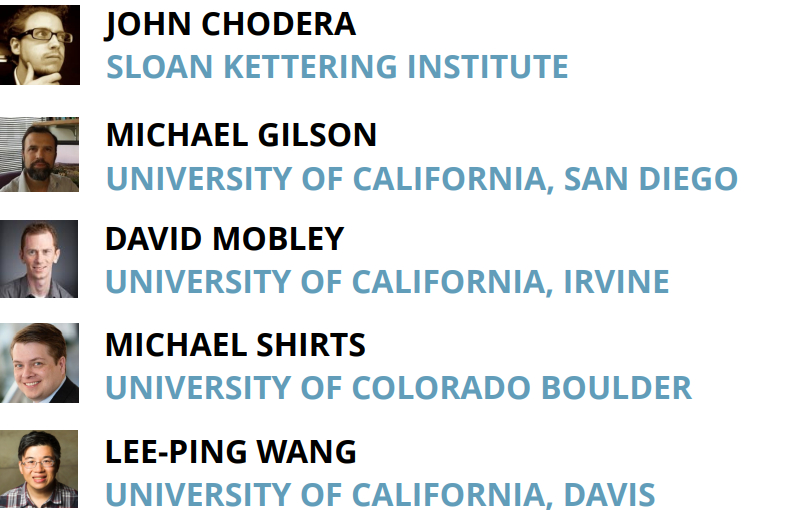 JOHN CHODERA
SLOAN KETTERING INSTITUTE
MICHAEL GILSON
UNIVERSITY OF CALIFORNIA, SAN DIEGO
DAVID MOBLEY
UNIVERSITY OF CALIFORNIA, IRVINE
MICHAEL SHIRTS
UNIVERSITY OF COLORADO BOULDER
LEE-PING WANG
UNIVERSITY OF CALIFORNIA, DAVIS